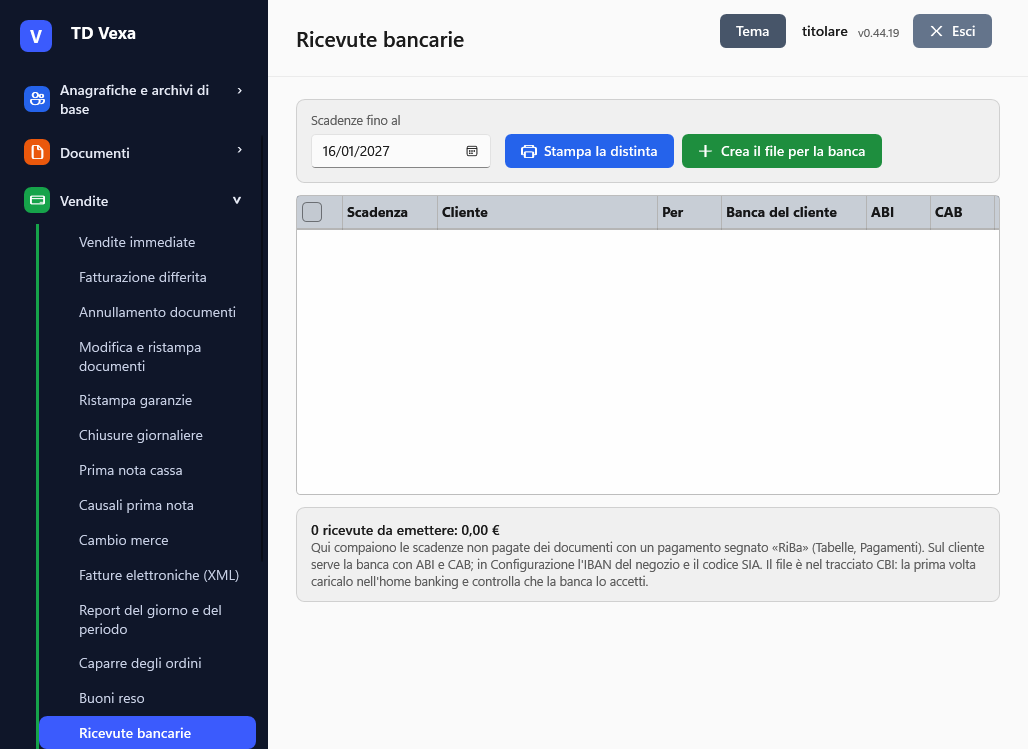 V
TD Vexa
Anagrafiche e archivi di
base
Documenti
Vendite
Vendite immediate
Fatturazione differita
Annullamento documenti
Modifica e ristampa
documenti
Ristampa garanzie
Chiusure giornaliere
Prima nota cassa
Causali prima nota
Cambio merce
Fatture elettroniche (XML)
Report del giorno e del
periodo
Caparre degli ordini
Buoni reso
Ricevute bancarie
Ricevute bancarie
Tema
titolare
v0.44.19
Esci
Scadenze fino al
16/01/2027
Stampa la distinta
Crea il file per la banca
Scadenza Cliente Per Banca del cliente ABI CAB
0 ricevute da emettere: 0,00 €
Qui compaiono le scadenze non pagate dei documenti con un pagamento segnato «RiBa» (Tabelle, Pagamenti). Sul cliente
serve la banca con ABI e CAB; in Configurazione l'IBAN del negozio e il codice SIA. Il file è nel tracciato CBI: la prima volta
caricalo nell'home banking e controlla che la banca lo accetti.